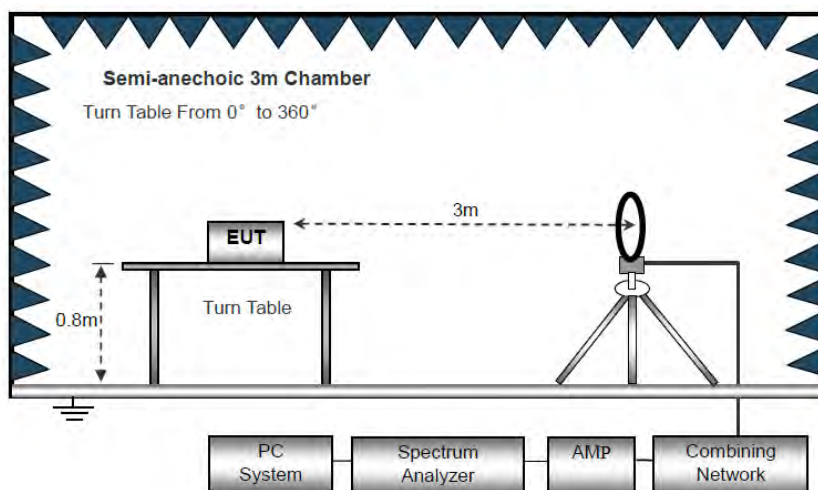 Semi-anechoic 3m Chamber
Turn Table From 0° to 360°
3m
EUT
Turn Table
0.8m
PC
System
Spectrum
Analyzer
AMP
Combining
Network